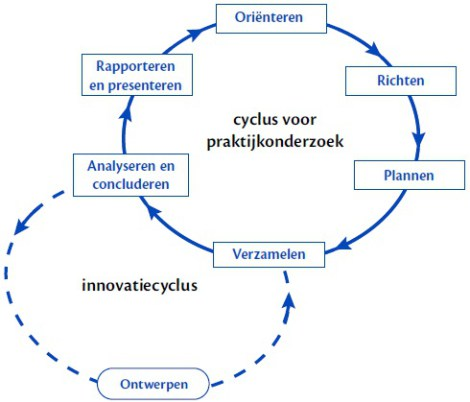 Oriënteren
Rapporteren
en presenteren
Richten
cyclus voor
praktijkonderzoek
Analyseren en
concluderen
Plannen
Verzamelen
innovatiecyclus
Ontwerpen